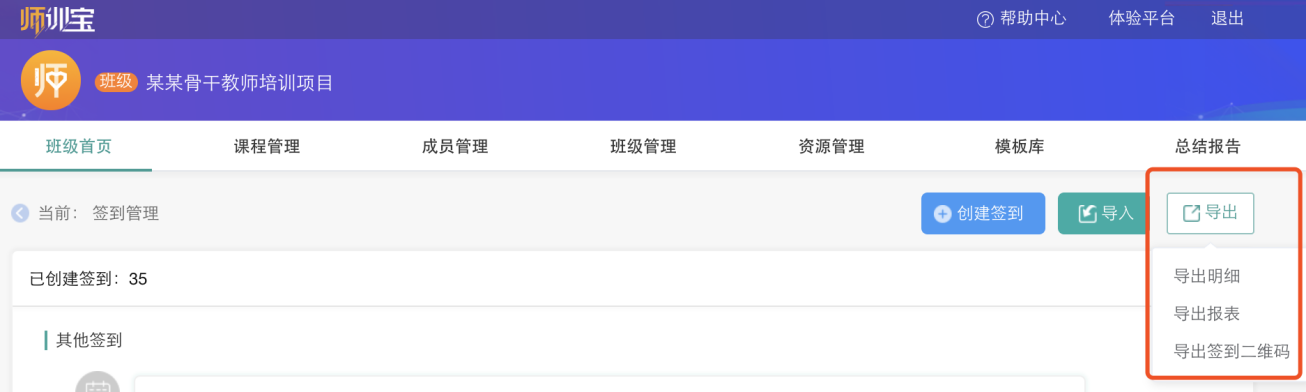 师训宝
帮助中心 体验平台 退出
师 班级 某某骨干教师培训项目
班级首页 课程管理 成员管理 班级管理 资源管理 模板库 总结报告
当前: 签到管理 创建签到 导入 导出
已创建签到: 35
导出明细
导出报表
其他签到
导出签到二维码